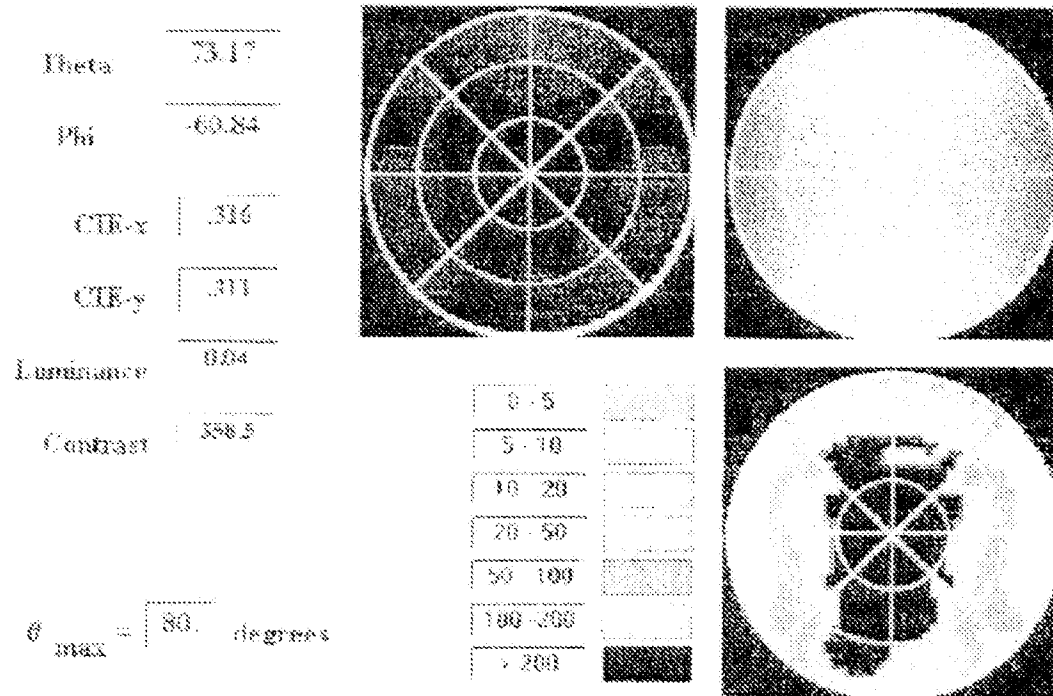 Theta 73.17
Phi -60.84
CIE-x .316
CIE-y .311
Luminance 0.04
Contrast
0 - 5
5 - 10
10 - 20
20 - 50
50 - 100
100 - 200
> 200
θ max = 80. degrees